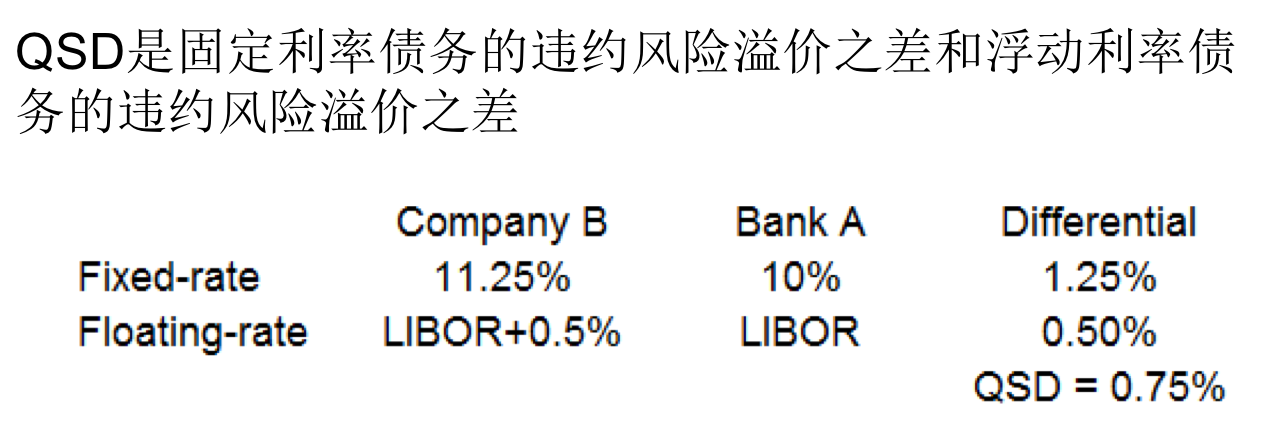 QSD是固定利率债务的违约风险溢价之差和浮动利率债
务的违约风险溢价之差
Company B Bank A Differential
Fixed-rate 11.25% 10% 1.25%
Floating-rate LIBOR+0.5% LIBOR 0.50%
QSD = 0.75%